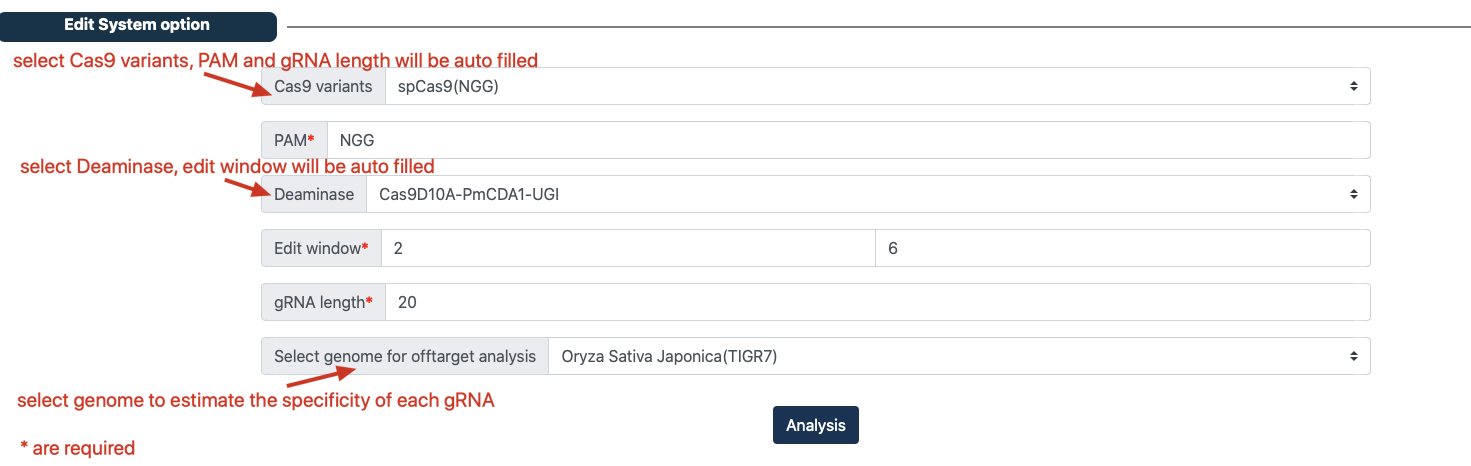 Edit System option
select Cas9 variants, PAM and gRNA length will be auto filled
Cas9 variants spCas9(NGG)
PAM* NGG
select Deaminase, edit window will be auto filled
Deaminase Cas9D10A-PmCDA1-UGI
Edit window* 2 6
gRNA length* 20
Select genome for offtarget analysis Oryza Sativa Japonica(TIGR7)
select genome to estimate the specificity of each gRNA
Analysis
* are required